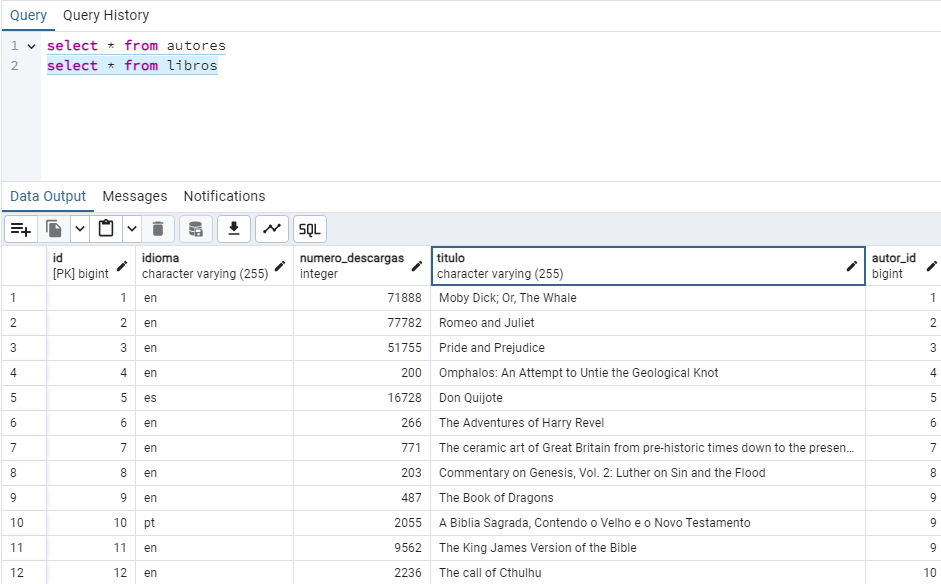 Query Query History
1 select * from autores
2 select * from libros
Data Output Messages Notifications
SQL
id idioma numero_descargas titulo autor_id
[PK] bigint character varying (255) integer character varying (255) bigint
1 1 en 71888 Moby Dick; Or, The Whale 1
2 2 en 77782 Romeo and Juliet 2
3 3 en 51755 Pride and Prejudice 3
4 4 en 200 Omphalos: An Attempt to Untie the Geological Knot 4
5 5 es 16728 Don Quijote 5
6 6 en 266 The Adventures of Harry Revel 6
7 7 en 771 The ceramic art of Great Britain from pre-historic times down to the presen... 7
8 8 en 203 Commentary on Genesis, Vol. 2: Luther on Sin and the Flood 8
9 9 en 487 The Book of Dragons 9
10 10 pt 2055 A Biblia Sagrada, Contendo o Velho e o Novo Testamento 9
11 11 en 9562 The King James Version of the Bible 9
12 12 en 2236 The call of Cthulhu 10